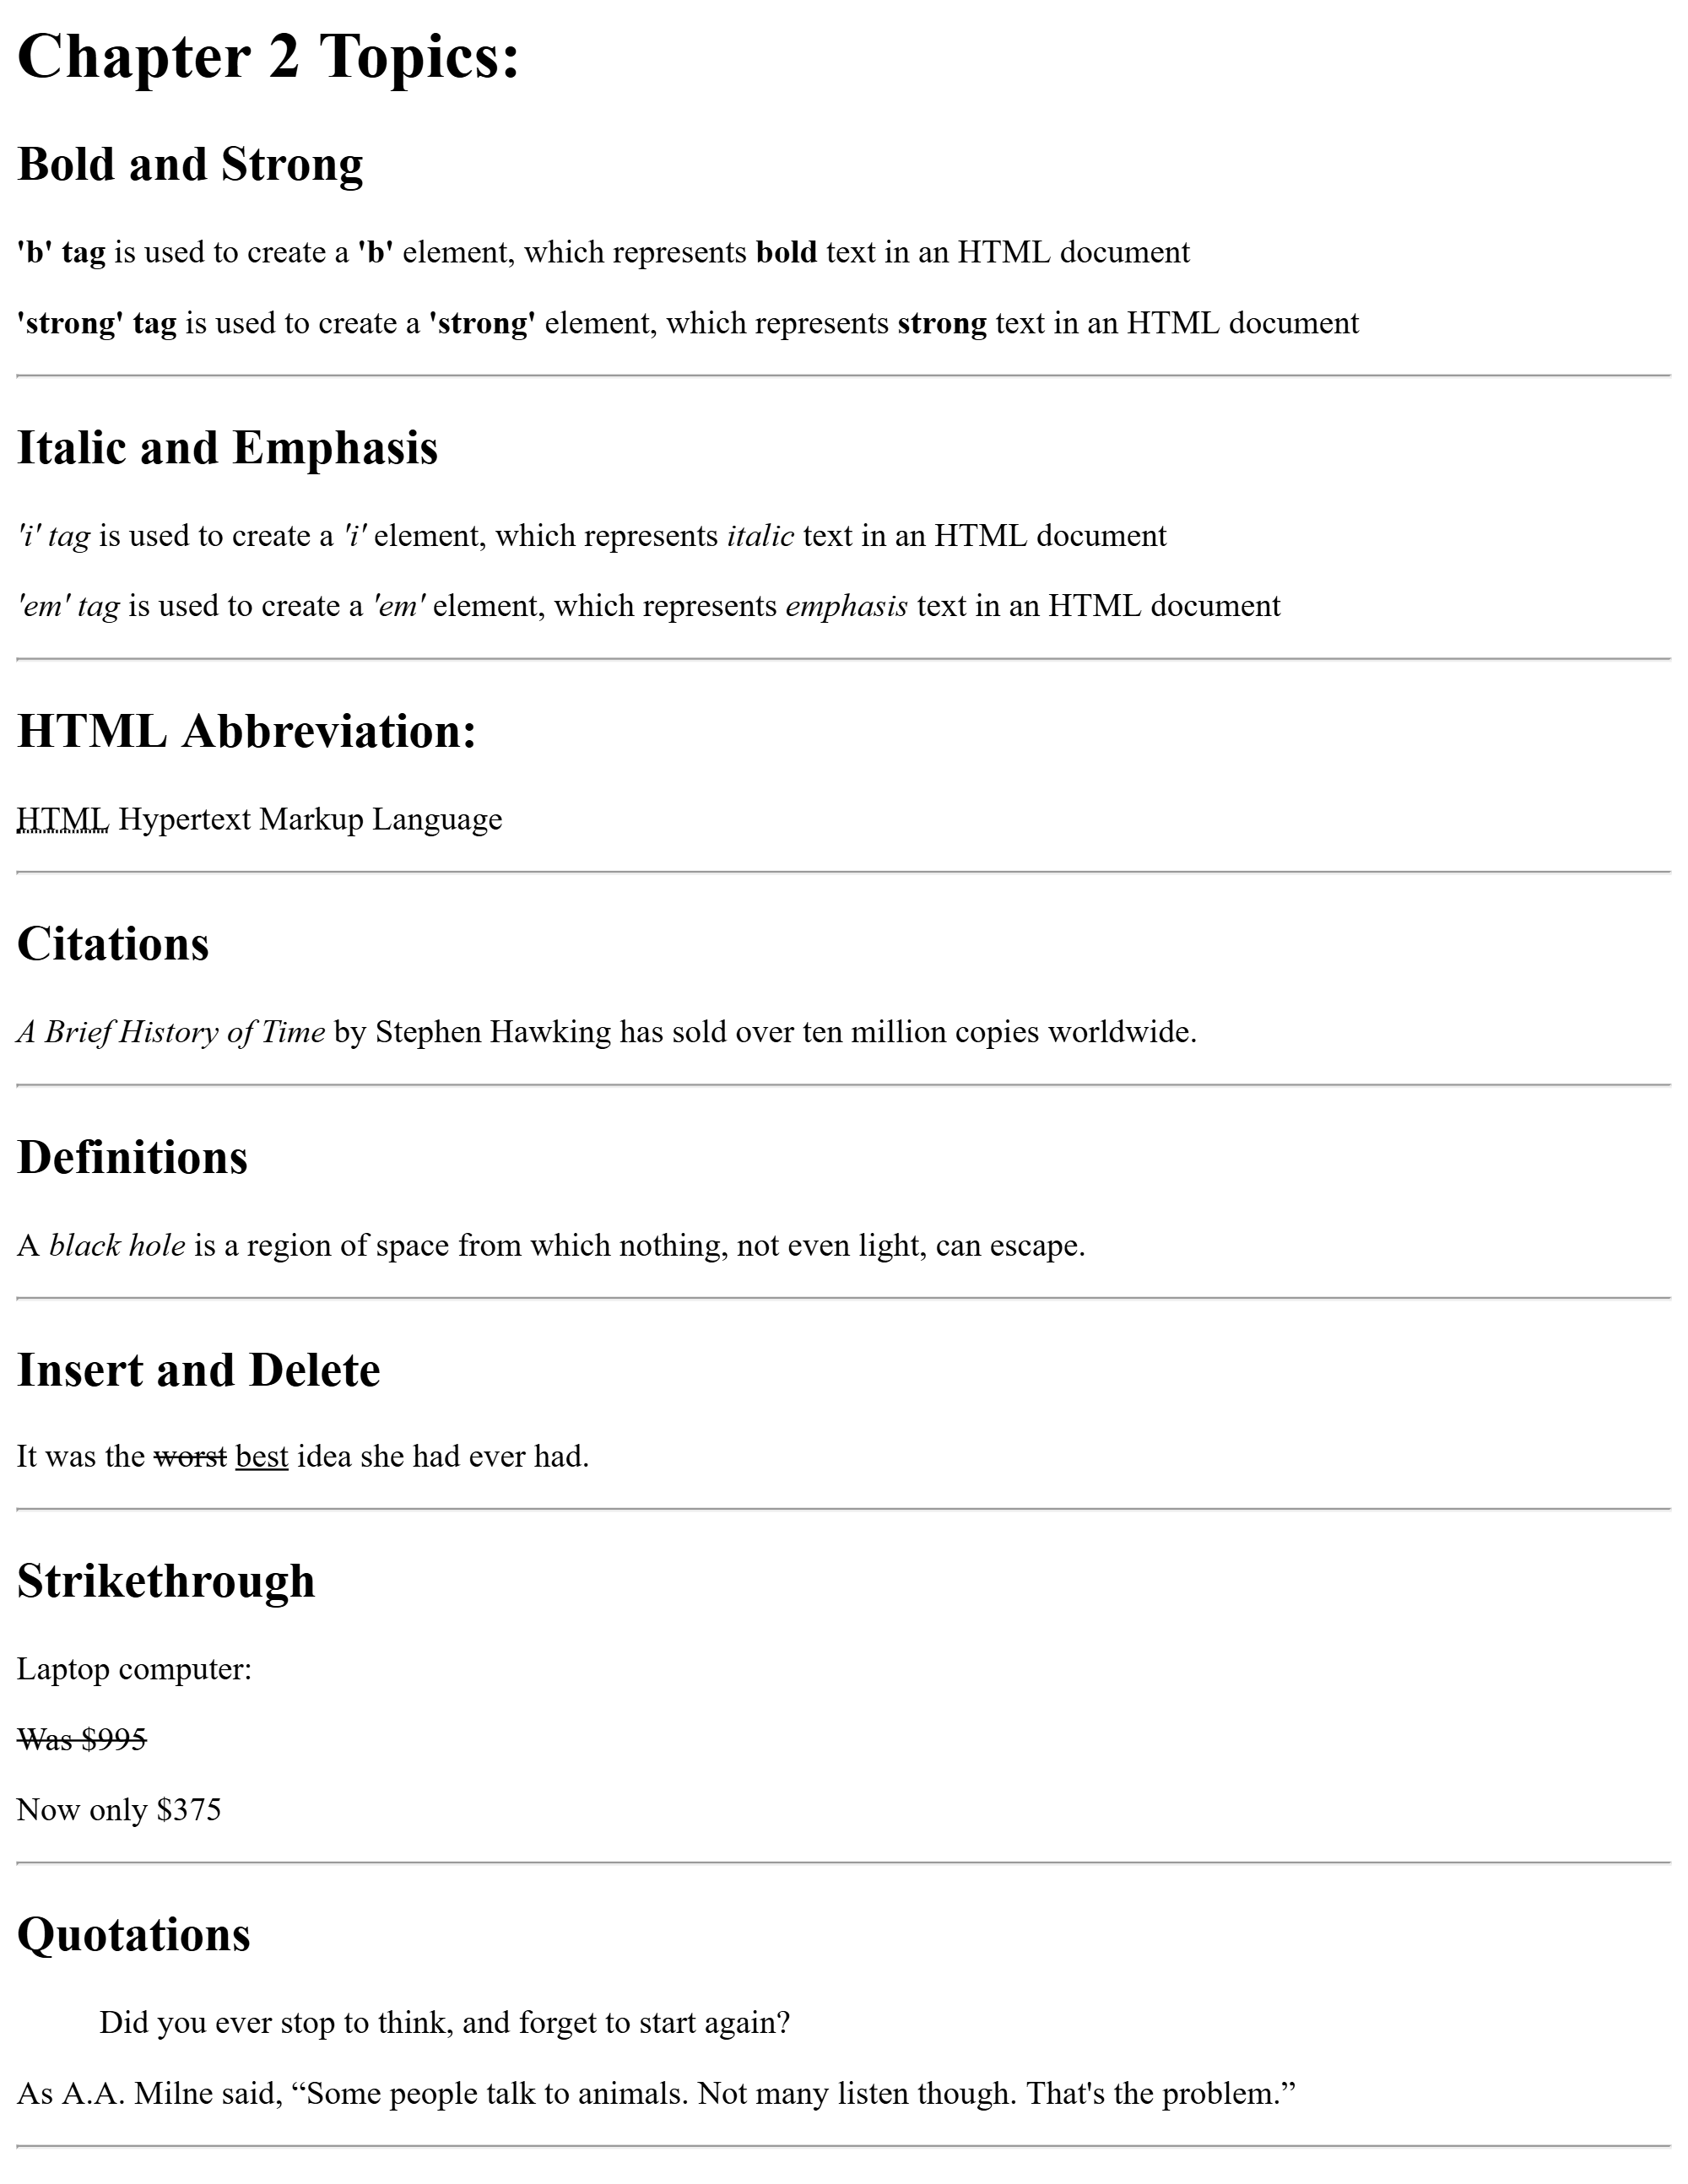 Chapter 2 Topics:
Bold and Strong
'b' tag is used to create a 'b' element, which represents bold text in an HTML document
'strong' tag is used to create a 'strong' element, which represents strong text in an HTML document
Italic and Emphasis
'i' tag is used to create a 'i' element, which represents italic text in an HTML document
'em' tag is used to create a 'em' element, which represents emphasis text in an HTML document
HTML Abbreviation:
HTML Hypertext Markup Language
Citations
A Brief History of Time by Stephen Hawking has sold over ten million copies worldwide.
Definitions
A black hole is a region of space from which nothing, not even light, can escape.
Insert and Delete
It was the worst best idea she had ever had.
Strikethrough
Laptop computer:
Was $995
Now only $375
Quotations
Did you ever stop to think, and forget to start again?
As A.A. Milne said, “Some people talk to animals. Not many listen though. That's the problem.”